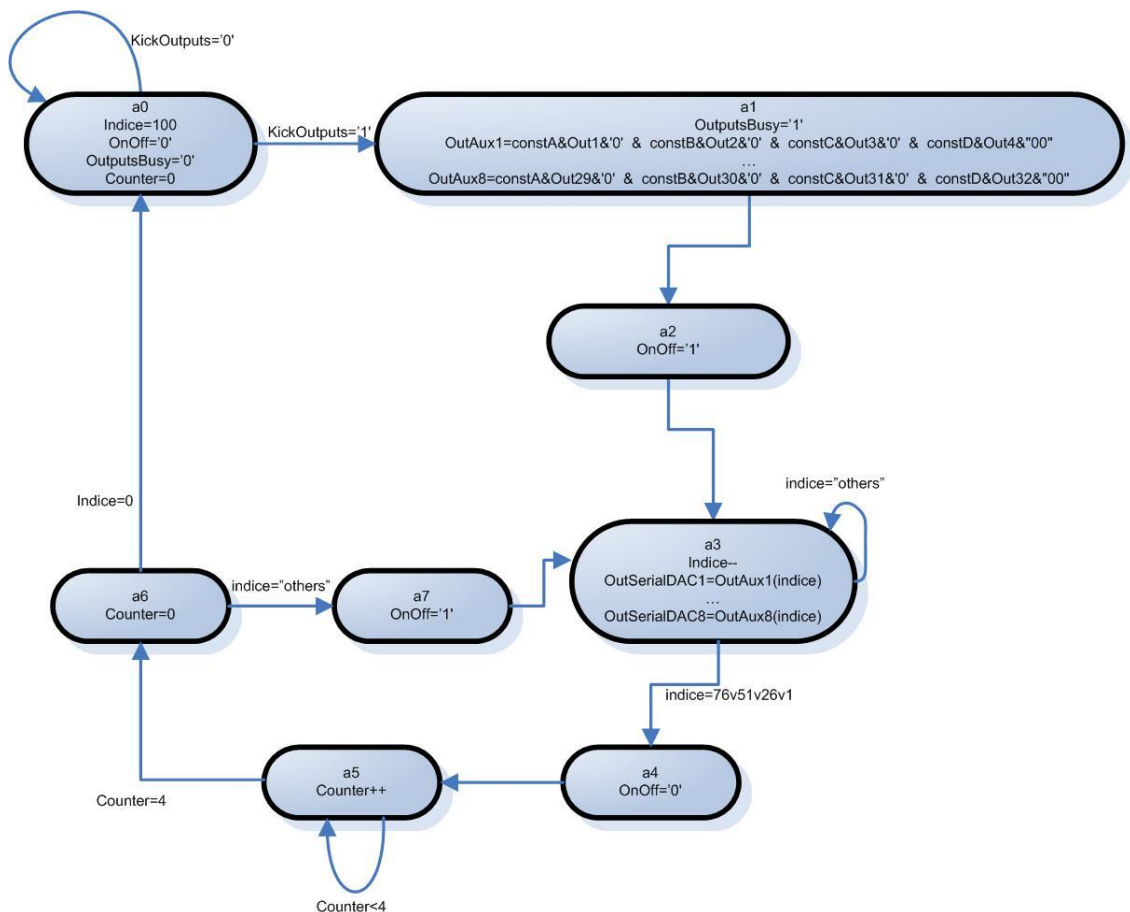 KickOutputs='0'
a0
Indice=100
OnOff='0'
OutputsBusy='0'
Counter=0
KickOutputs='1'
a1
OutputsBusy='1'
OutAux1=constA&Out1&'0' & constB&Out2&'0' & constC&Out3&'0' & constD&Out4&"00"
...
OutAux8=constA&Out29&'0' & constB&Out30&'0' & constC&Out31&'0' & constD&Out32&"00"
a2
OnOff='1'
indice="others"
a3
Indice--
OutSerialDAC1=OutAux1(indice)
...
OutSerialDAC8=OutAux8(indice)
Indice=0
a6
Counter=0
indice="others"
a7
OnOff='1'
indice=76v51v26v1
a4
OnOff='0'
a5
Counter++
Counter=4
Counter<4